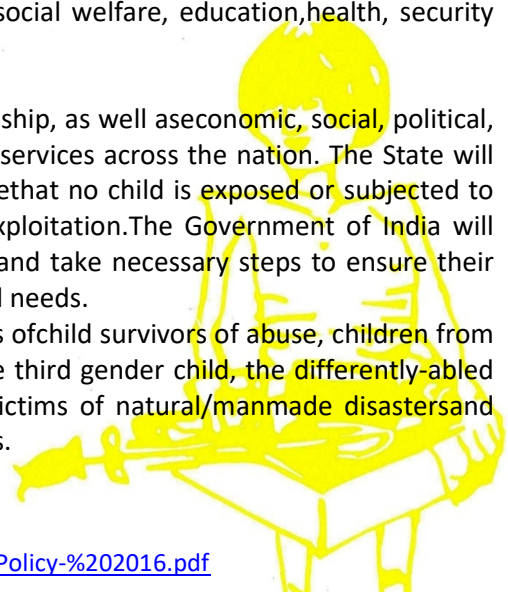 social welfare, education,health, security
ship, as well aseconomic, social, political,
services across the nation. The State will
ethat no child is exposed or subjected to
xploitation.The Government of India will
and take necessary steps to ensure their
l needs.
s ofchild survivors of abuse, children from
e third gender child, the differently-abled
ictims of natural/manmade disastersand
s.
Policy-%202016.pdf